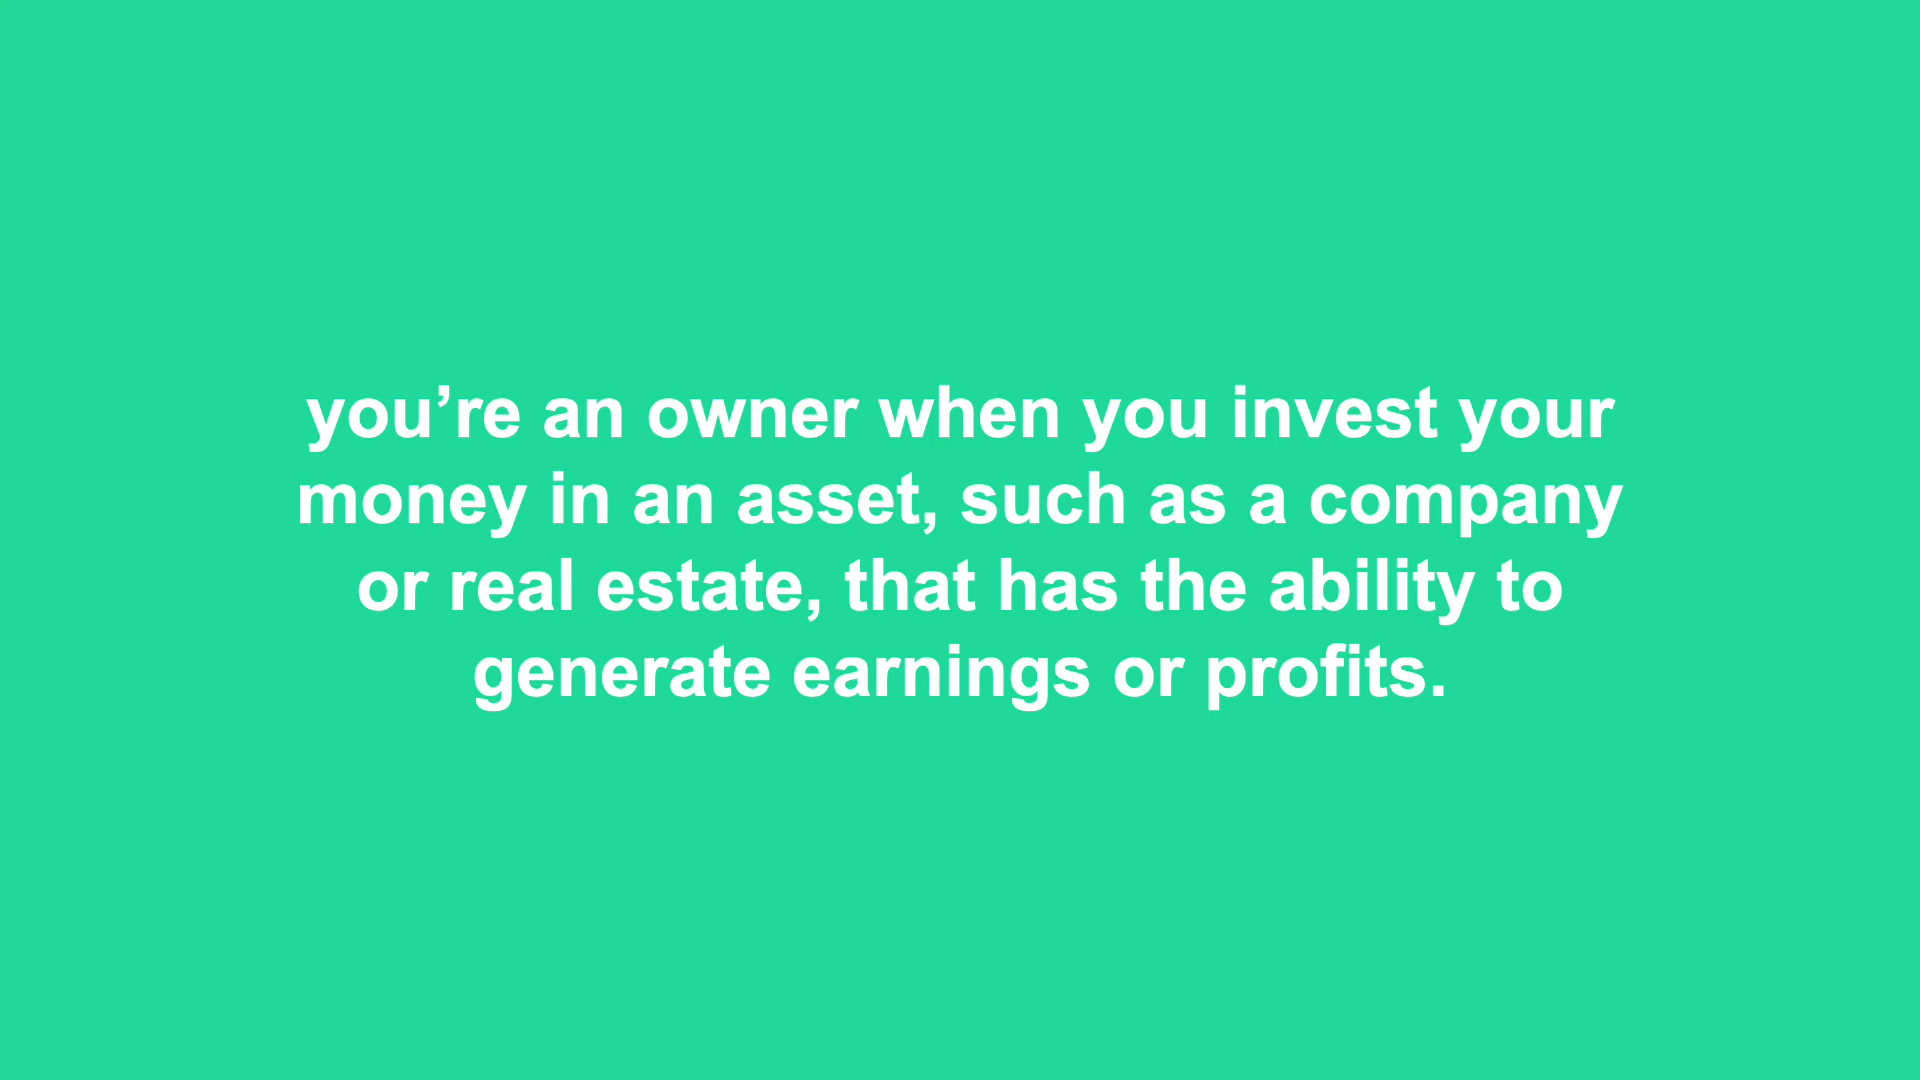 you’re an owner when you invest your
money in an asset, such as a company
or real estate, that has the ability to
generate earnings or profits.